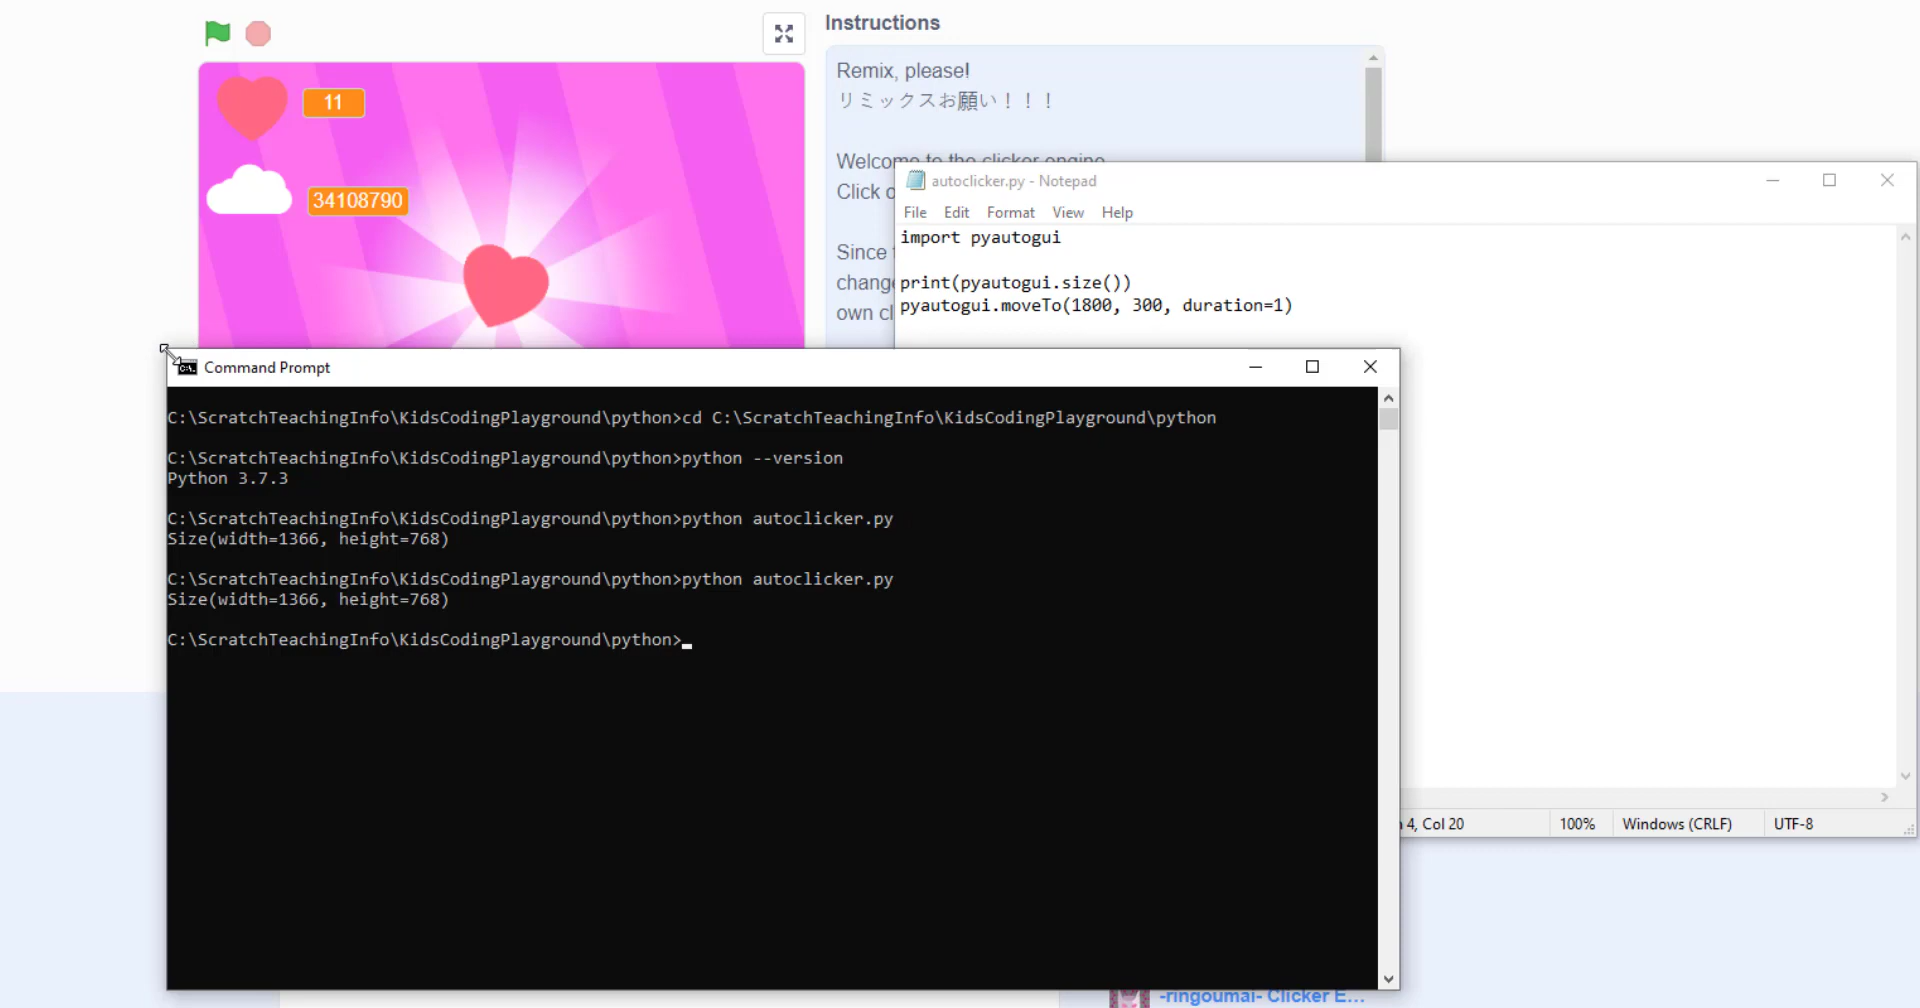 Instructions
11
34108790
Remix, please!
リミックスお願い！！！
Welcome to the clicker engine
Click o
Since
change
own cl
autoclicker.py - Notepad
File Edit Format View Help
import pyautogui
print(pyautogui.size())
pyautogui.moveTo(1800, 300, duration=1)
Command Prompt
C:\ScratchTeachingInfo\KidsCodingPlayground\python>cd C:\ScratchTeachingInfo\KidsCodingPlayground\python
C:\ScratchTeachingInfo\KidsCodingPlayground\python>python --version
Python 3.7.3
C:\ScratchTeachingInfo\KidsCodingPlayground\python>python autoclicker.py
Size(width=1366, height=768)
C:\ScratchTeachingInfo\KidsCodingPlayground\python>python autoclicker.py
Size(width=1366, height=768)
C:\ScratchTeachingInfo\KidsCodingPlayground\python>
4, Col 20 100% Windows (CRLF) UTF-8
-ringoumai- Clicker E...